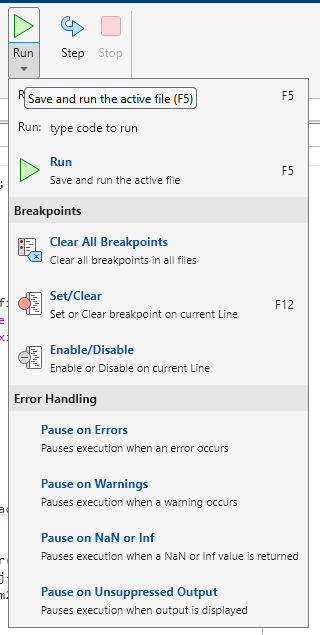 Run
Step
Stop
Save and run the active file (F5)
F5
Run: type code to run
Run
Save and run the active file
F5
Breakpoints
Clear All Breakpoints
Clear all breakpoints in all files
Set/Clear
Set or Clear breakpoint on current Line
F12
Enable/Disable
Enable or Disable on current Line
Error Handling
Pause on Errors
Pauses execution when an error occurs
Pause on Warnings
Pauses execution when a warning occurs
Pause on NaN or Inf
Pauses execution when a NaN or Inf value is returned
Pause on Unsuppressed Output
Pauses execution when output is displayed